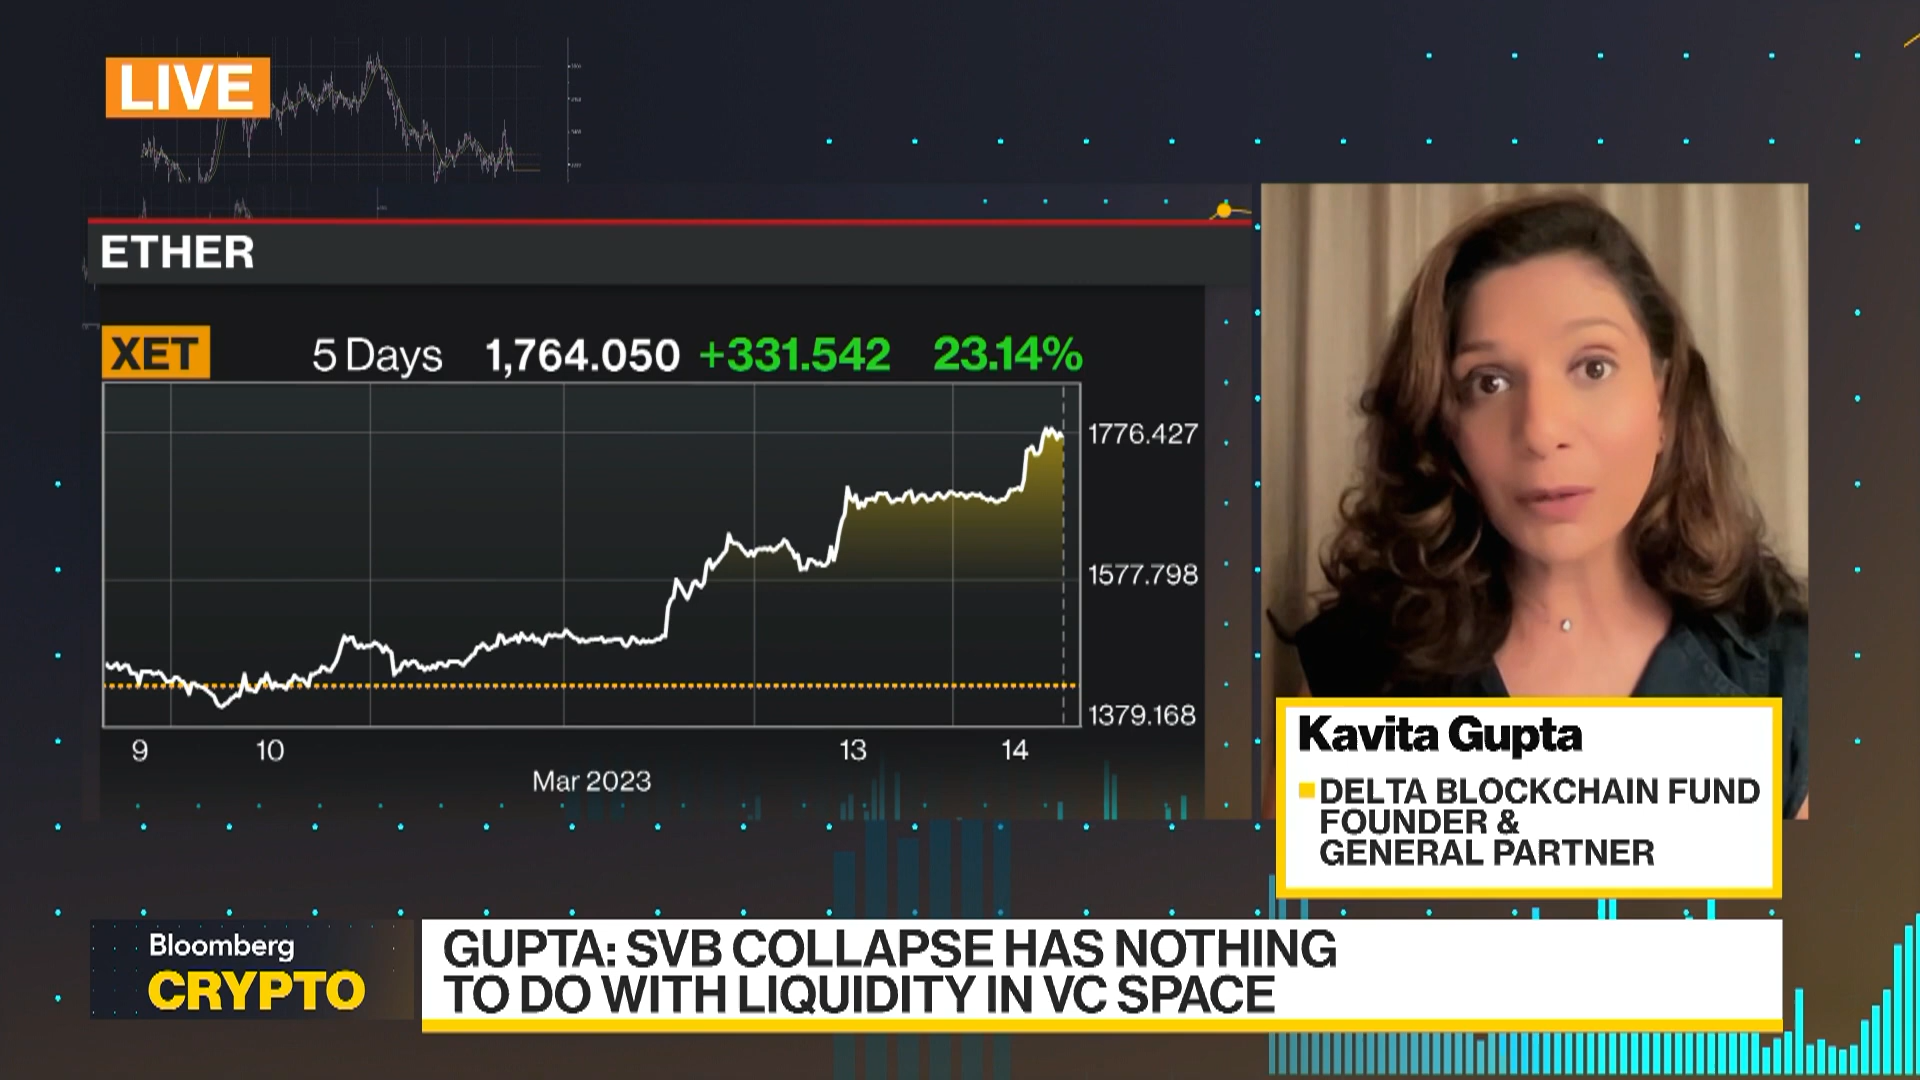 LIVE
ETHER
XET 5 Days 1,764.050 +331.542 23.14%
1776.427
1577.798
1379.168
9 10 13 14
Mar 2023
Kavita Gupta
DELTA BLOCKCHAIN FUND
FOUNDER &
GENERAL PARTNER
Bloomberg
CRYPTO
GUPTA: SVB COLLAPSE HAS NOTHING
TO DO WITH LIQUIDITY IN VC SPACE